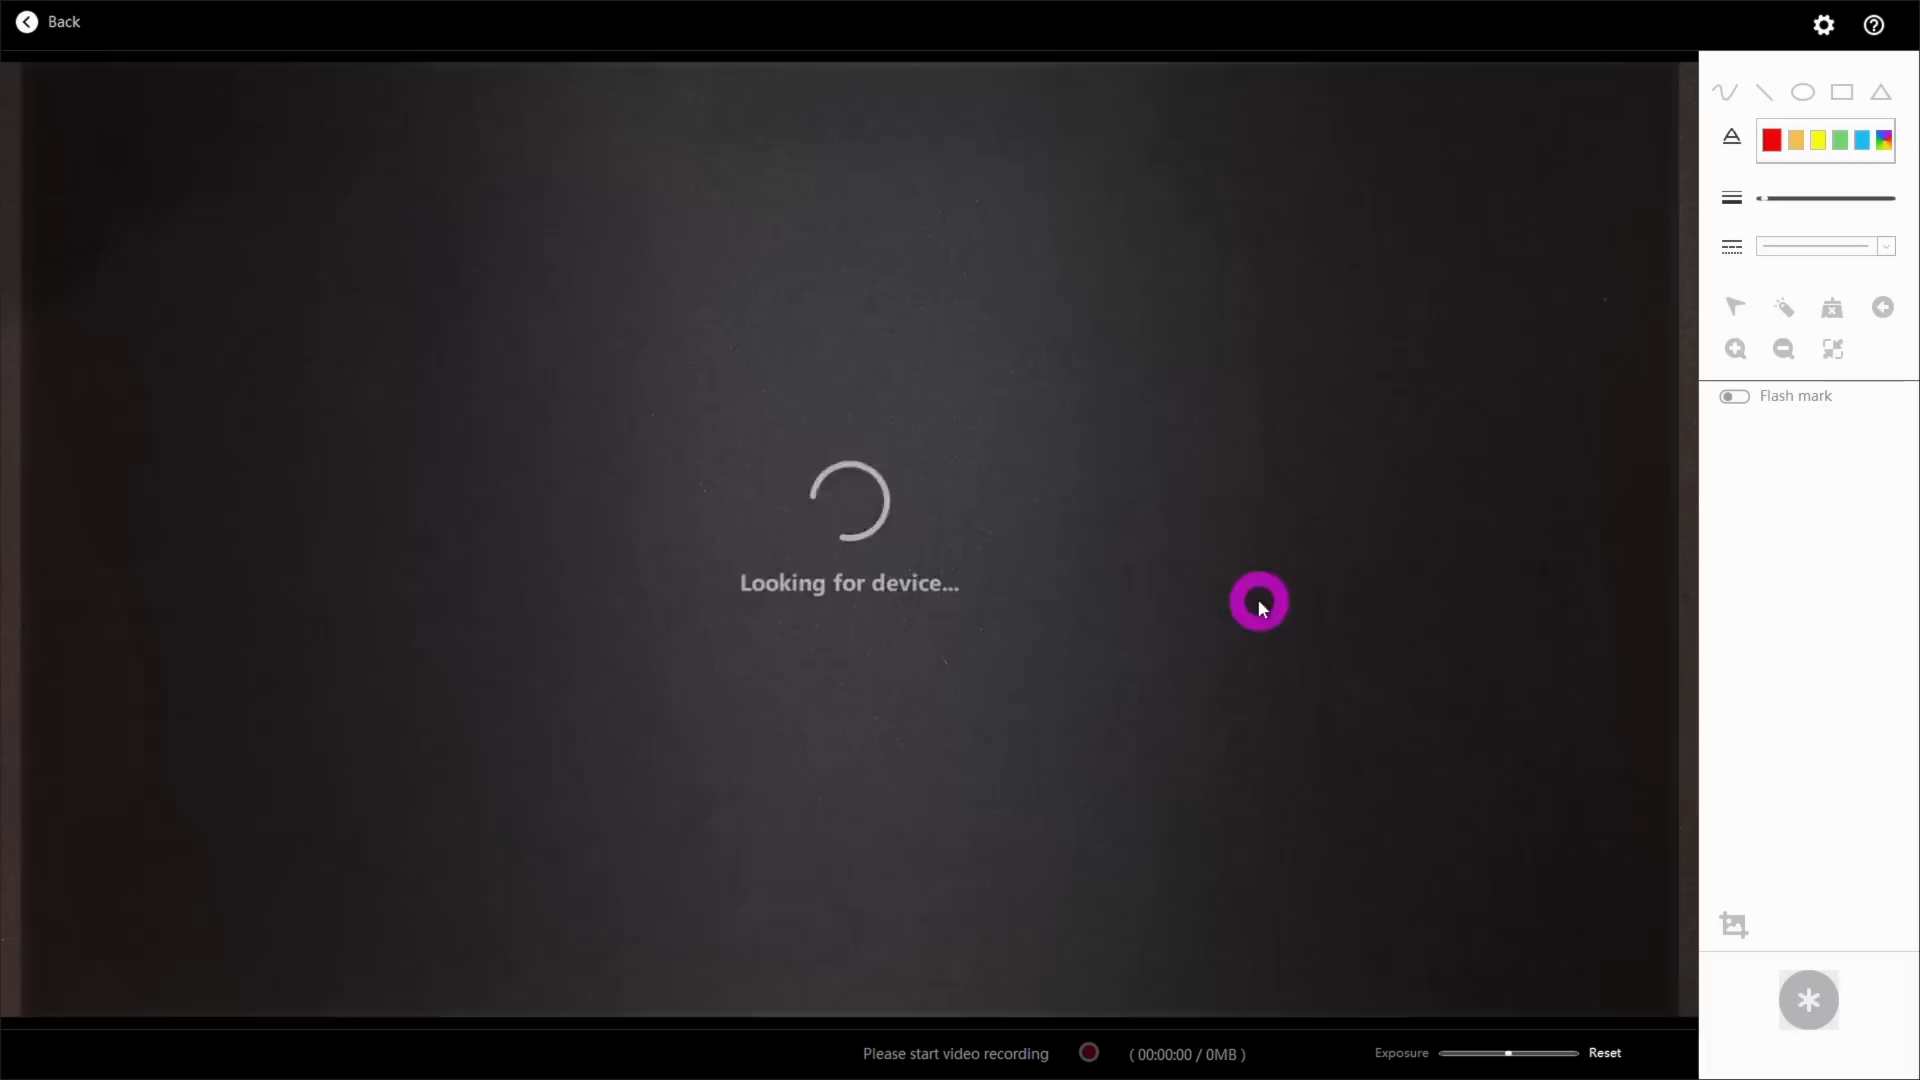 Back
Looking for device...
Flash mark
Please start video recording
( 00:00:00 / 0MB )
Exposure
Reset